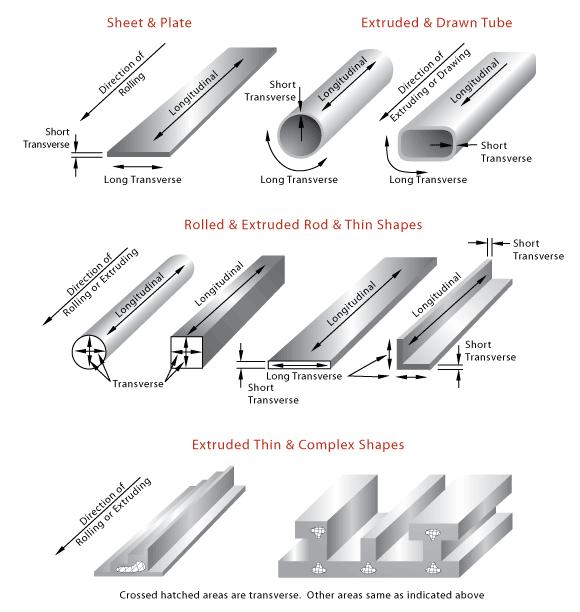 Sheet & Plate
Extruded & Drawn Tube
Direction of
Rolling
Longitudinal
Short
Transverse
Long Transverse
Short
Transverse
Longitudinal
Long Transverse
Direction of
Extruding or Drawing
Longitudinal
Short
Transverse
Long Transverse
Rolled & Extruded Rod & Thin Shapes
Direction of
Rolling or Extruding
Longitudinal
Longitudinal
Transverse
Longitudinal
Long Transverse
Short
Transverse
Longitudinal
Short
Transverse
Short
Transverse
Extruded Thin & Complex Shapes
Direction of
Rolling or Extruding
Crossed hatched areas are transverse.  Other areas same as indicated above